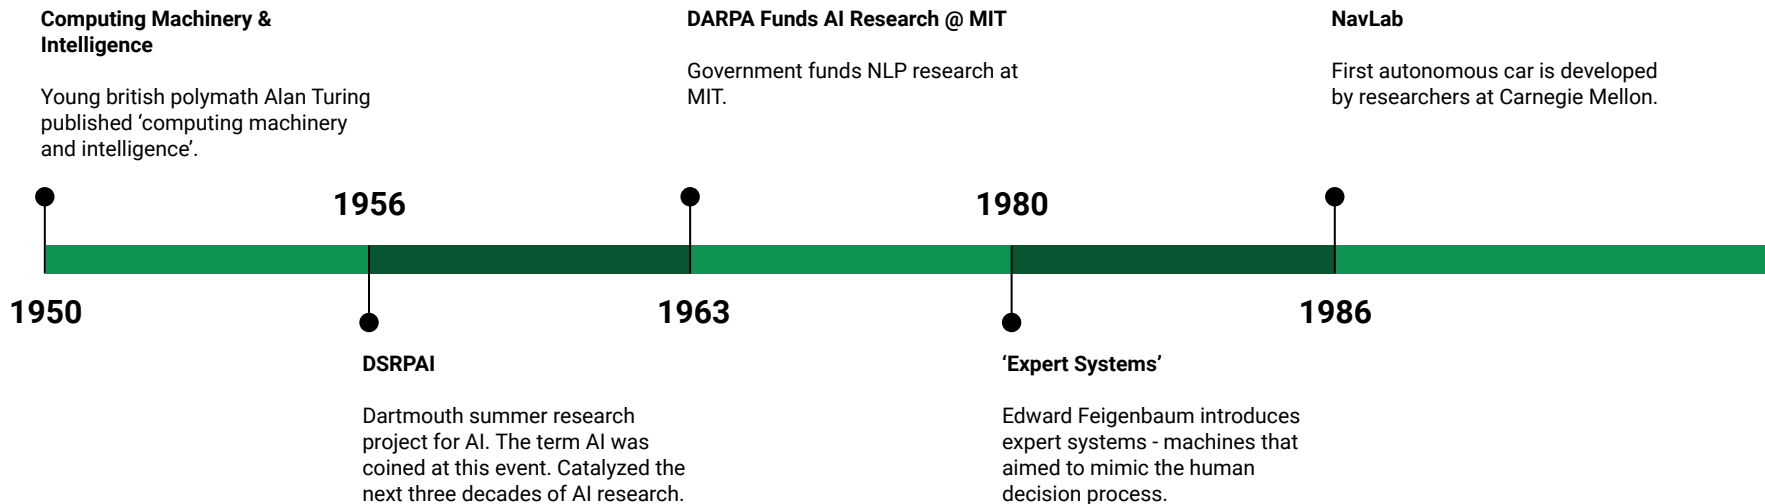 Computing Machinery &
Intelligence
Young british polymath Alan Turing
published ‘computing machinery
and intelligence’.
1950
1956
DSRPAI
Dartmouth summer research
project for AI. The term AI was
coined at this event. Catalyzed the
next three decades of AI research.
DARPA Funds AI Research @ MIT
Government funds NLP research at
MIT.
1963
1980
‘Expert Systems’
Edward Feigenbaum introduces
expert systems - machines that
aimed to mimic the human
decision process.
NavLab
First autonomous car is developed
by researchers at Carnegie Mellon.
1986